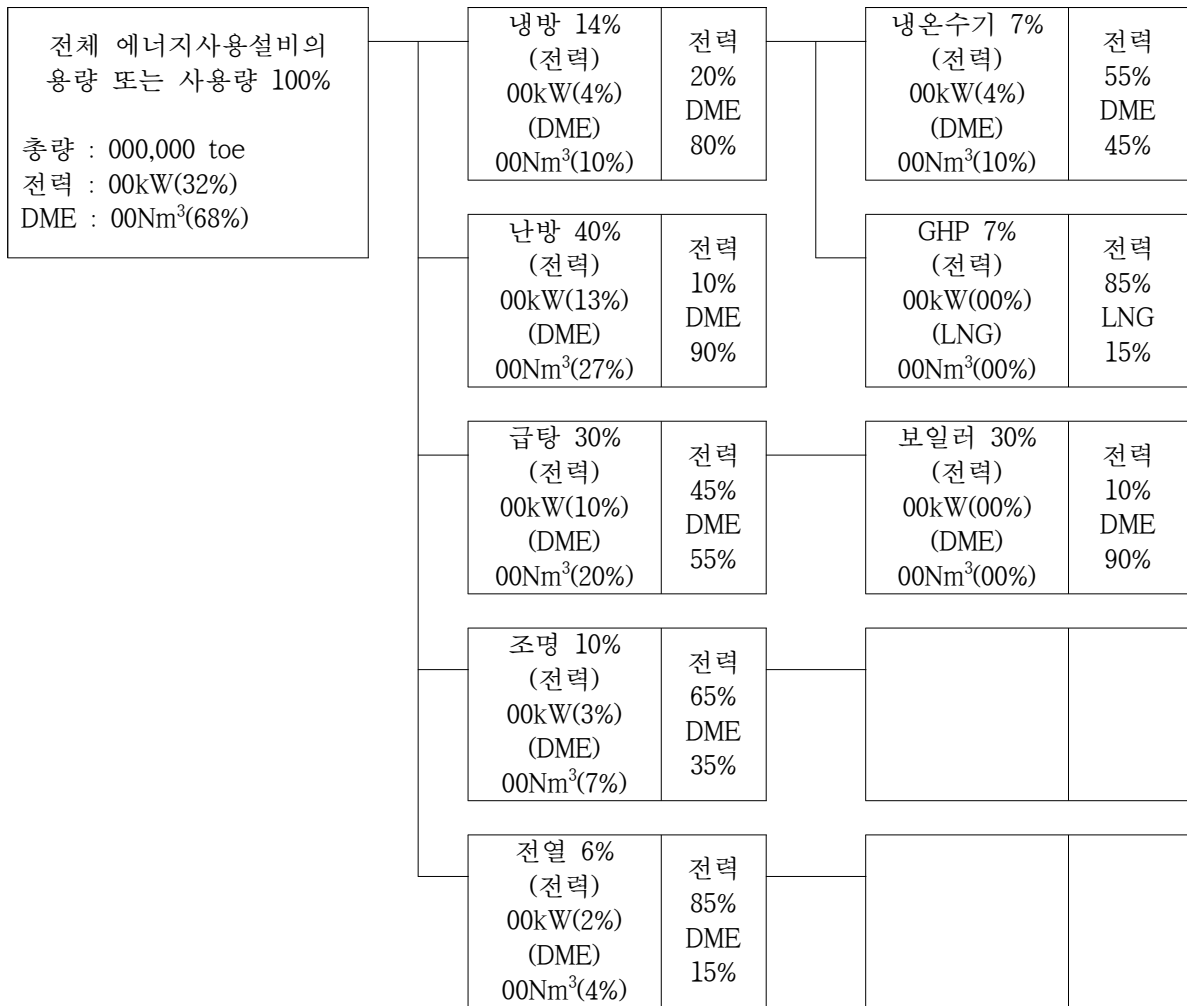 전체 에너지사용설비의
용량 또는 사용량 100%
총량 : 000,000 toe
전력 : 00kW(32%)
DME : 00Nm³(68%)
냉방 14%
(전력)
00kW(4%)
(DME)
00Nm³(10%)
전력
20%
DME
80%
냉온수기 7%
(전력)
00kW(4%)
(DME)
00Nm³(10%)
전력
55%
DME
45%
난방 40%
(전력)
00kW(13%)
(DME)
00Nm³(27%)
전력
10%
DME
90%
GHP 7%
(전력)
00kW(00%)
(LNG)
00Nm³(00%)
전력
85%
LNG
15%
급탕 30%
(전력)
00kW(10%)
(DME)
00Nm³(20%)
전력
45%
DME
55%
보일러 30%
(전력)
00kW(00%)
(DME)
00Nm³(00%)
전력
10%
DME
90%
조명 10%
(전력)
00kW(3%)
(DME)
00Nm³(7%)
전력
65%
DME
35%
전열 6%
(전력)
00kW(2%)
(DME)
00Nm³(4%)
전력
85%
DME
15%